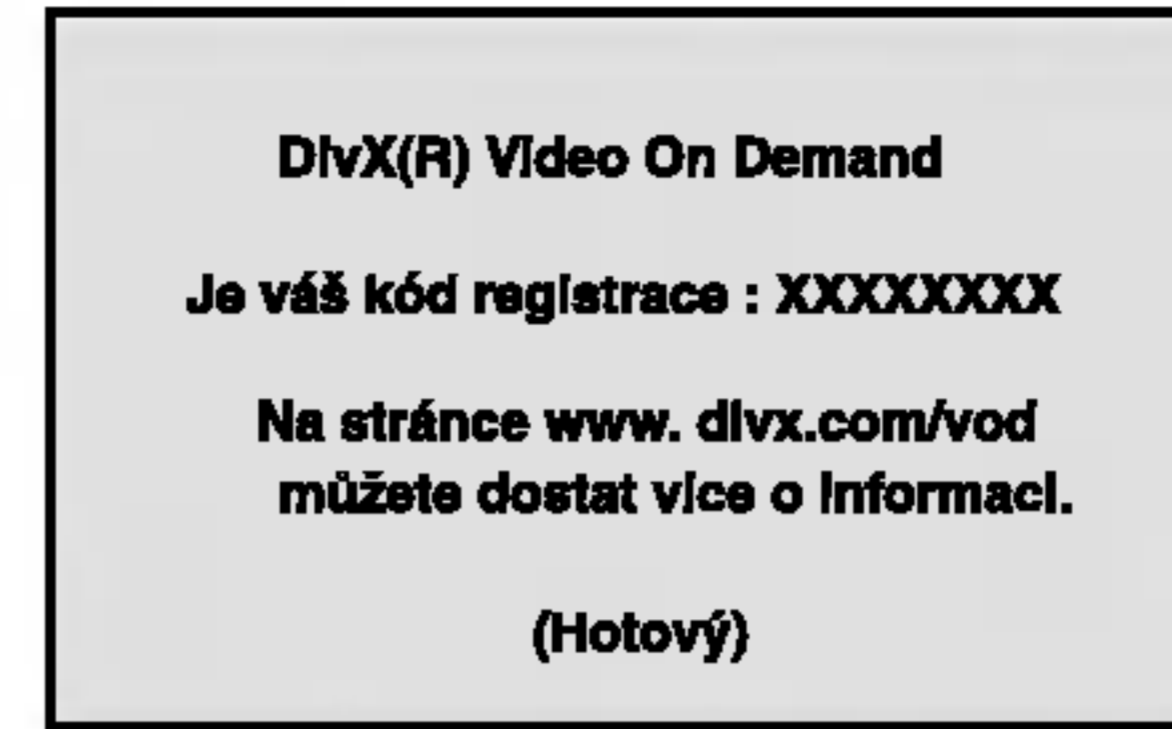 DivX(R) Video On Demand
Je váš kód registrace : XXXXXXXX
Na stránce www. divx.com/vod
můžete dostat více o informaci.
(Hotový)